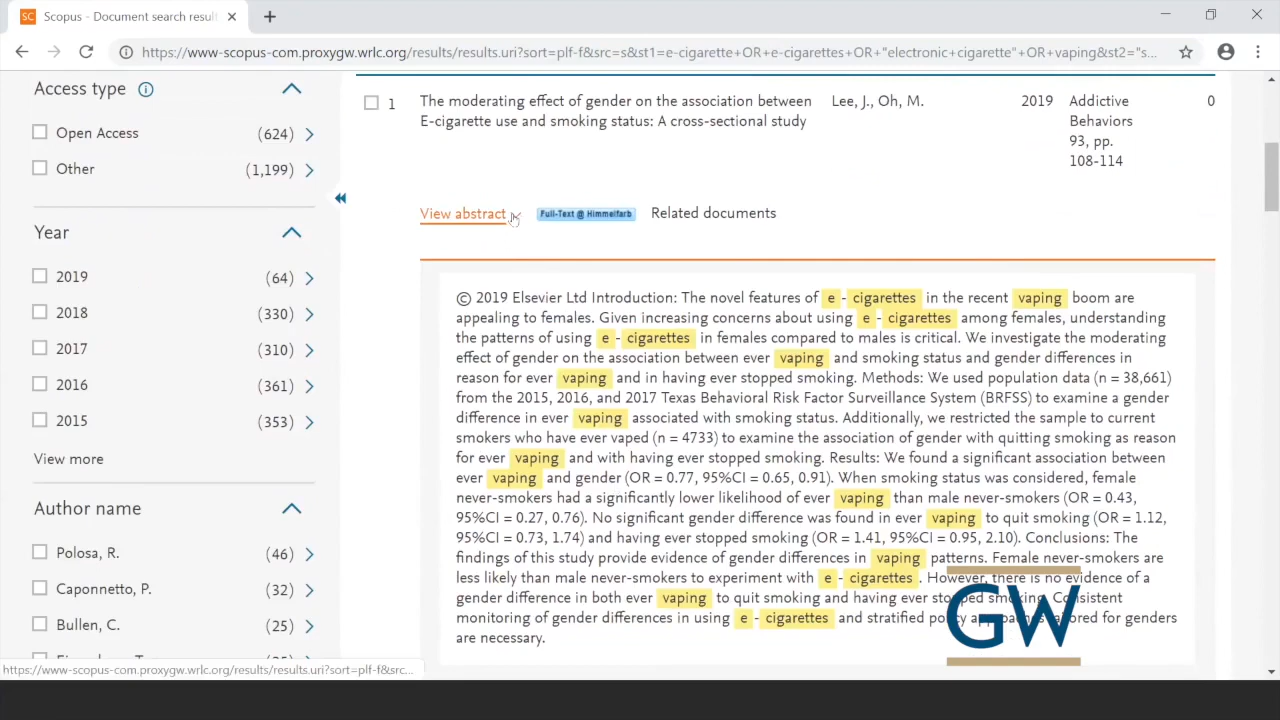 SC Scopus - Document search resul
https://www-scopus-com.proxygw.wrlc.org/results/results.uri?sort=plf-f&src=s&st1=e-cigarette+OR+e-cigarettes+OR+"electronic+cigarette"+OR+vaping&st2="s...
Access type
Open Access (624)
Other (1,199)
Year
2019 (64)
2018 (330)
2017 (310)
2016 (361)
2015 (353)
View more
Author name
Polosa, R. (46)
Caponnetto, P. (32)
Bullen, C. (25)
1 The moderating effect of gender on the association between Lee, J., Oh, M. 2019 Addictive 0
E-cigarette use and smoking status: A cross-sectional study Behaviors
93, pp.
108-114
View abstract Full-Text @ Himmelfarb Related documents
© 2019 Elsevier Ltd Introduction: The novel features of e - cigarettes in the recent vaping boom are
appealing to females. Given increasing concerns about using e - cigarettes among females, understanding
the patterns of using e - cigarettes in females compared to males is critical. We investigate the moderating
effect of gender on the association between ever vaping and smoking status and gender differences in
reason for ever vaping and in having ever stopped smoking. Methods: We used population data (n = 38,661)
from the 2015, 2016, and 2017 Texas Behavioral Risk Factor Surveillance System (BRFSS) to examine a gender
difference in ever vaping associated with smoking status. Additionally, we restricted the sample to current
smokers who have ever vaped (n = 4733) to examine the association of gender with quitting smoking as reason
for ever vaping and with having ever stopped smoking. Results: We found a significant association between
ever vaping and gender (OR = 0.77, 95%CI = 0.65, 0.91). When smoking status was considered, female
never-smokers had a significantly lower likelihood of ever vaping than male never-smokers (OR = 0.43,
95%CI = 0.27, 0.76). No significant gender difference was found in ever vaping to quit smoking (OR = 1.12,
95%CI = 0.73, 1.74) and having ever stopped smoking (OR = 1.41, 95%CI = 0.95, 2.10). Conclusions: The
findings of this study provide evidence of gender differences in vaping patterns. Female never-smokers are
less likely than male never-smokers to experiment with e - cigarettes . However, there is no evidence of a
gender difference in both ever vaping to quit smoking and having ever stopped smoking. Consistent
monitoring of gender differences in using e - cigarettes and stratified policy approaches tailored for genders
are necessary.
GW
https://www-scopus-com.proxygw.wrlc.org/results/results.uri?sort=plf-f&src...